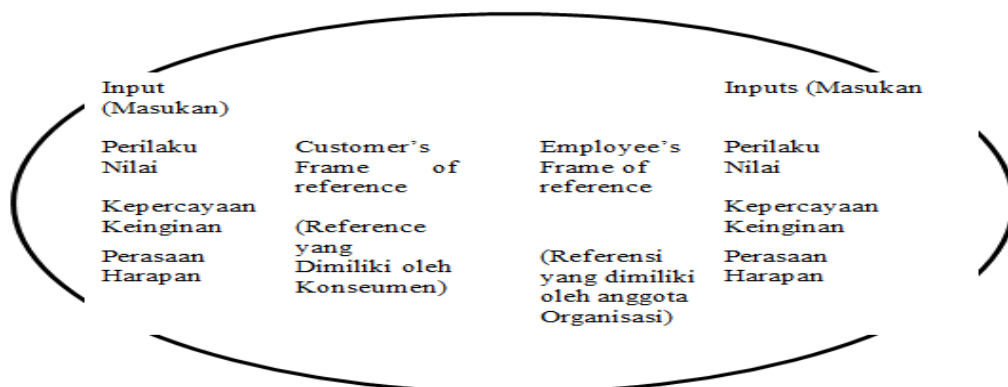 Input
(Masukan)
Perilaku
Nilai
Kepercayaan
Keinginan
Perasaan
Harapan
Customer's
Frame of
reference
(Reference
yang
Dimiliki oleh
Konseumen)
Employee's
Frame of
reference
(Referensi
yang dimiliki
oleh anggota
Organisasi)
Inputs (Masukan
Perilaku
Nilai
Kepercayaan
Keinginan
Perasaan
Harapan